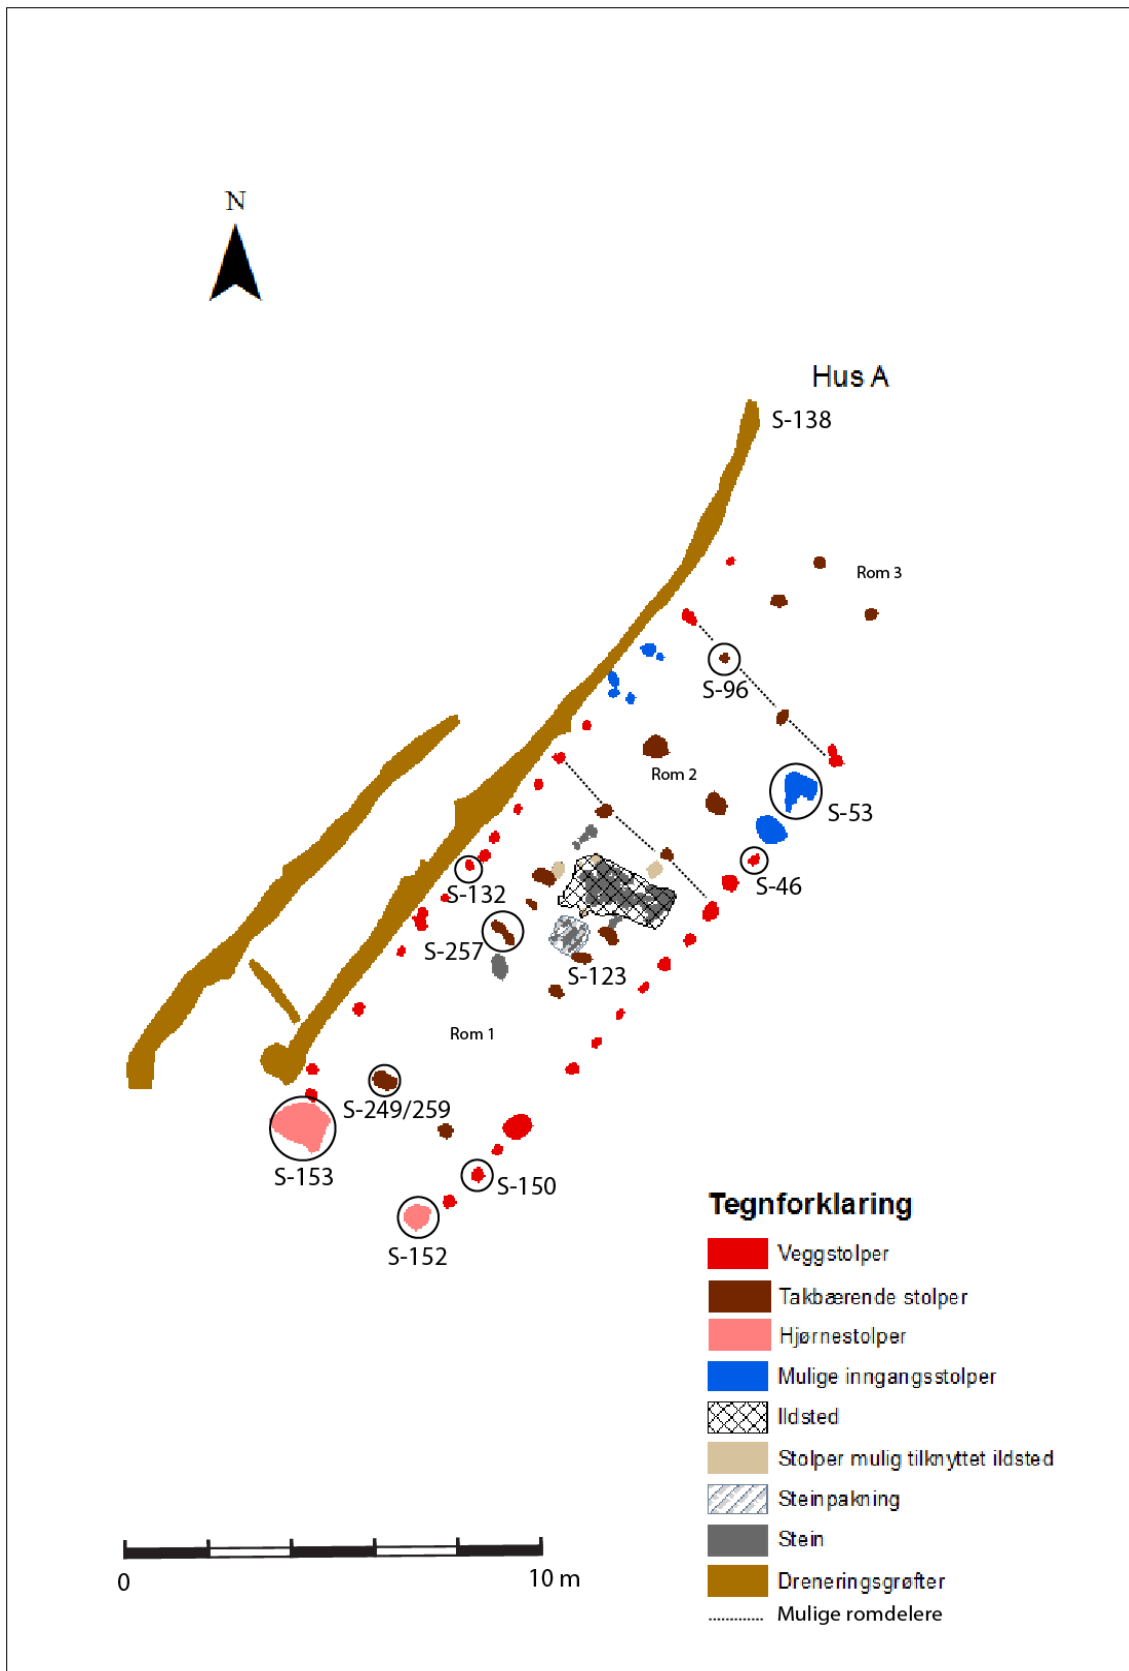 N
Hus A
S-138
Rom 3
S-96
Rom 2
S-53
S-46
S-132
S-257
S-123
Rom 1
S-249/259
S-153
S-150
S-152
Tegnforklaring
Veggstolper
Takbærende stolper
Hjørnestolper
Mulige inngangsstolper
Ildsted
Stolper mulig tilknyttet ildsted
Steinpakning
Stein
Dreneringsgrøfter
Mulige romdelere
0 10 m